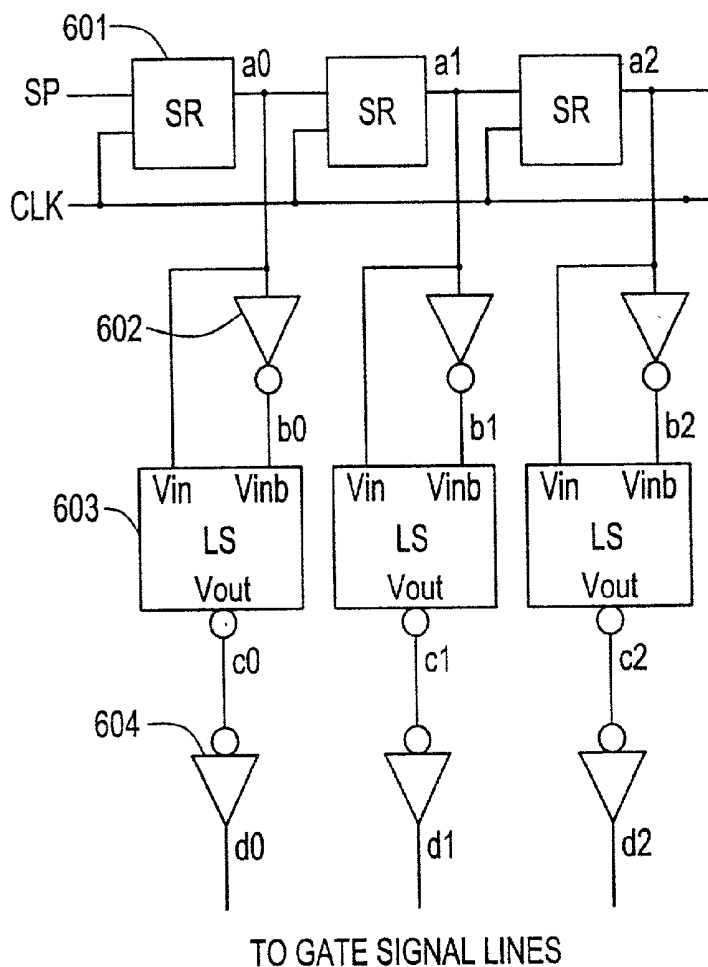 601
a0
a1
a2
SP
SR
SR
SR
CLK
602
b0
b1
b2
Vin
Vinb
Vin
Vinb
Vin
Vinb
603
LS
LS
LS
Vout
Vout
Vout
c0
c1
c2
604
d0
d1
d2
TO GATE SIGNAL LINES